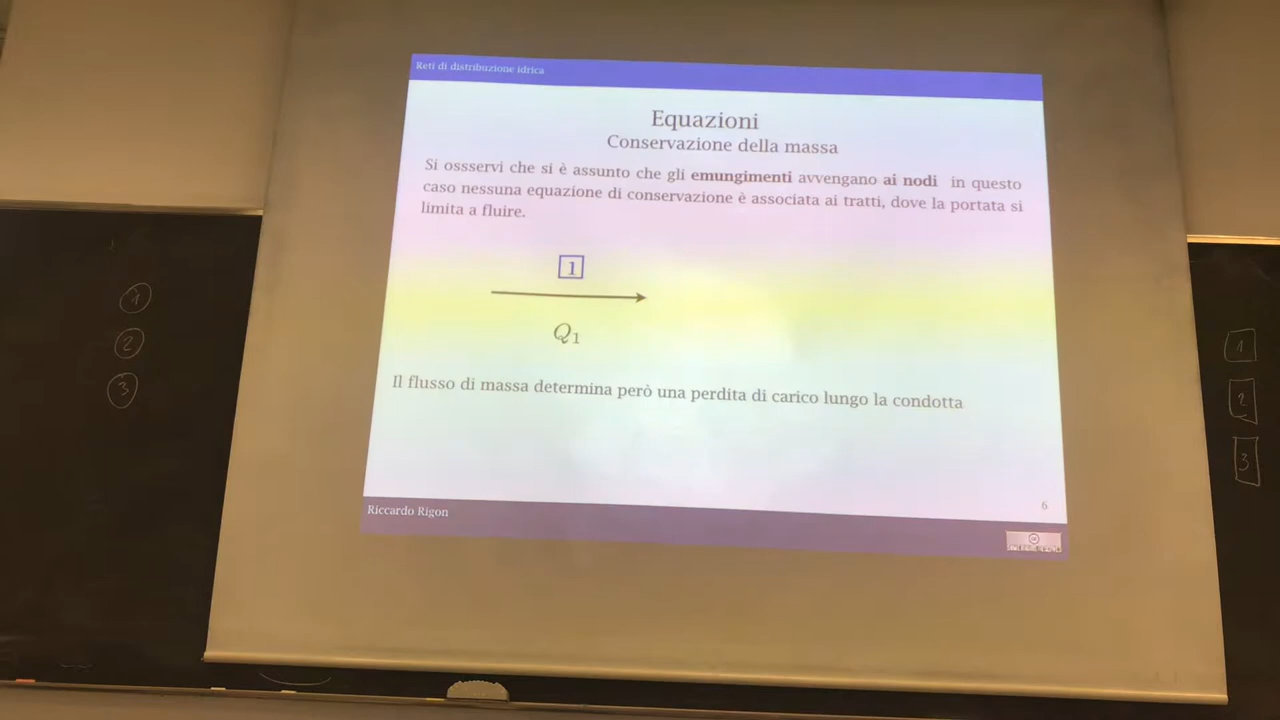 Reti di distribuzione idrica
Equazioni
Conservazione della massa
Si ossservi che si è assunto che gli emungimenti avvengano ai nodi in questo
caso nessuna equazione di conservazione è associata ai tratti, dove la portata si
limita a fluire.
1
Q1
Il flusso di massa determina però una perdita di carico lungo la condotta
6
Riccardo Rigon
1
2
3
1
2
3